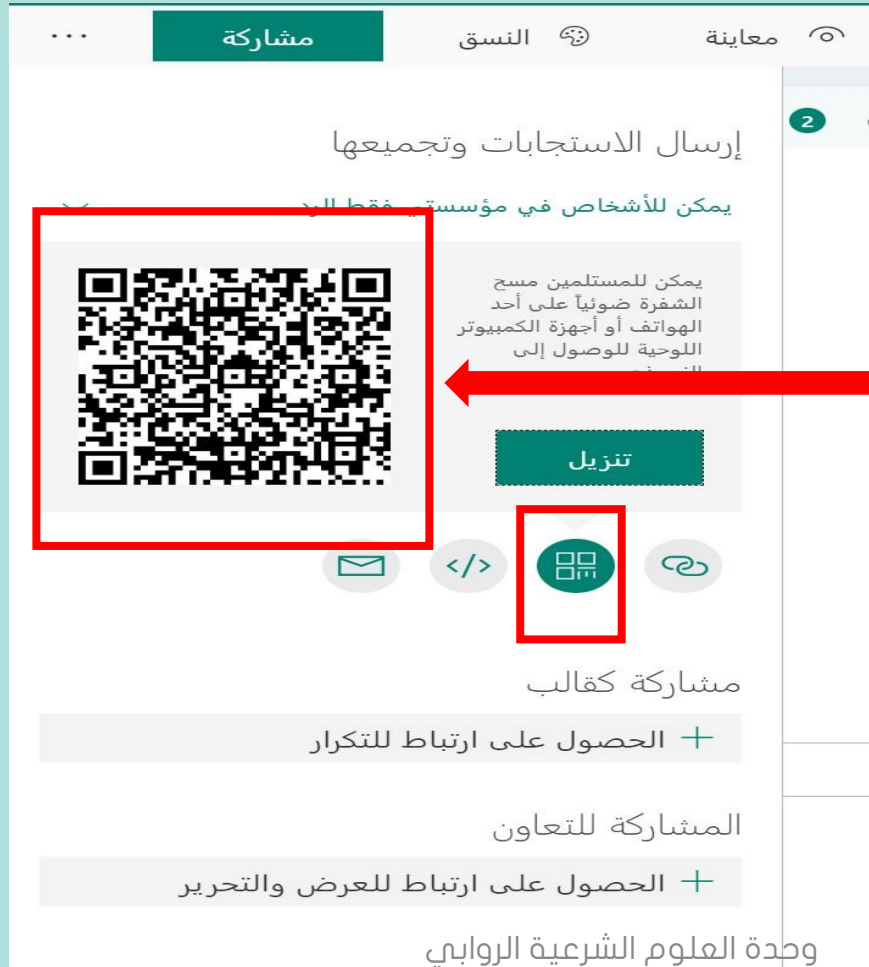 معاينة النسق مشاركة ...
2
إرسال الاستجابات وتجميعها
يمكن للأشخاص في مؤسستي فقط الرد
يمكن للمستلمين مسح
الشفرة ضوئياً على أحد
الهواتف أو أجهزة الكمبيوتر
اللوحية للوصول إلى
تنزيل
</>
مشاركة كقالب
+ الحصول على ارتباط للتكرار
المشاركة للتعاون
+ الحصول على ارتباط للعرض والتحرير
وحدة العلوم الشرعية الروابي